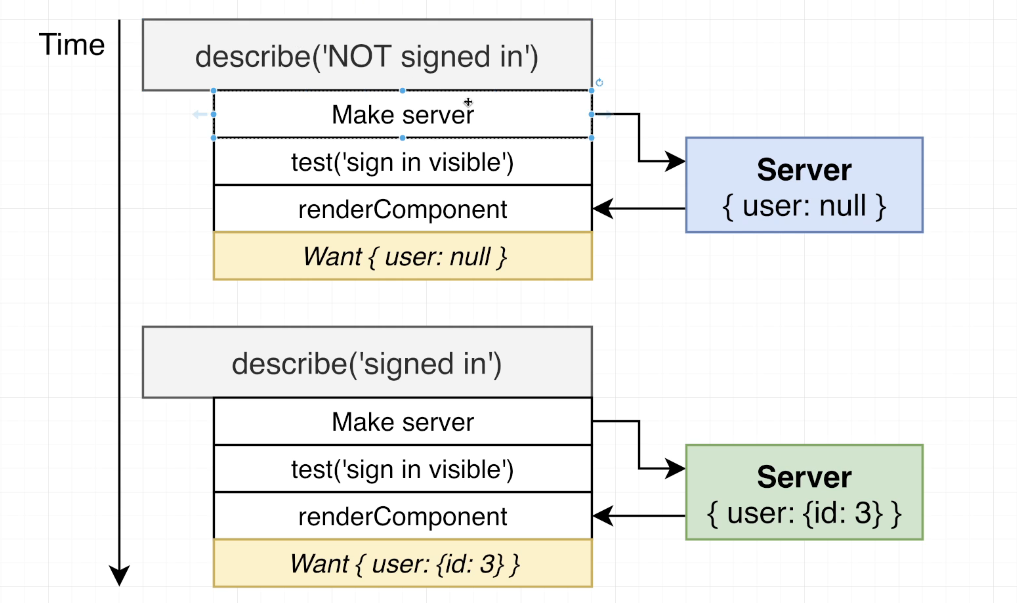 Time
describe('NOT signed in')
Make server
test('sign in visible')
renderComponent
Want { user: null }
Server
{ user: null }
describe('signed in')
Make server
test('sign in visible')
renderComponent
Want { user: {id: 3} }
Server
{ user: {id: 3} }